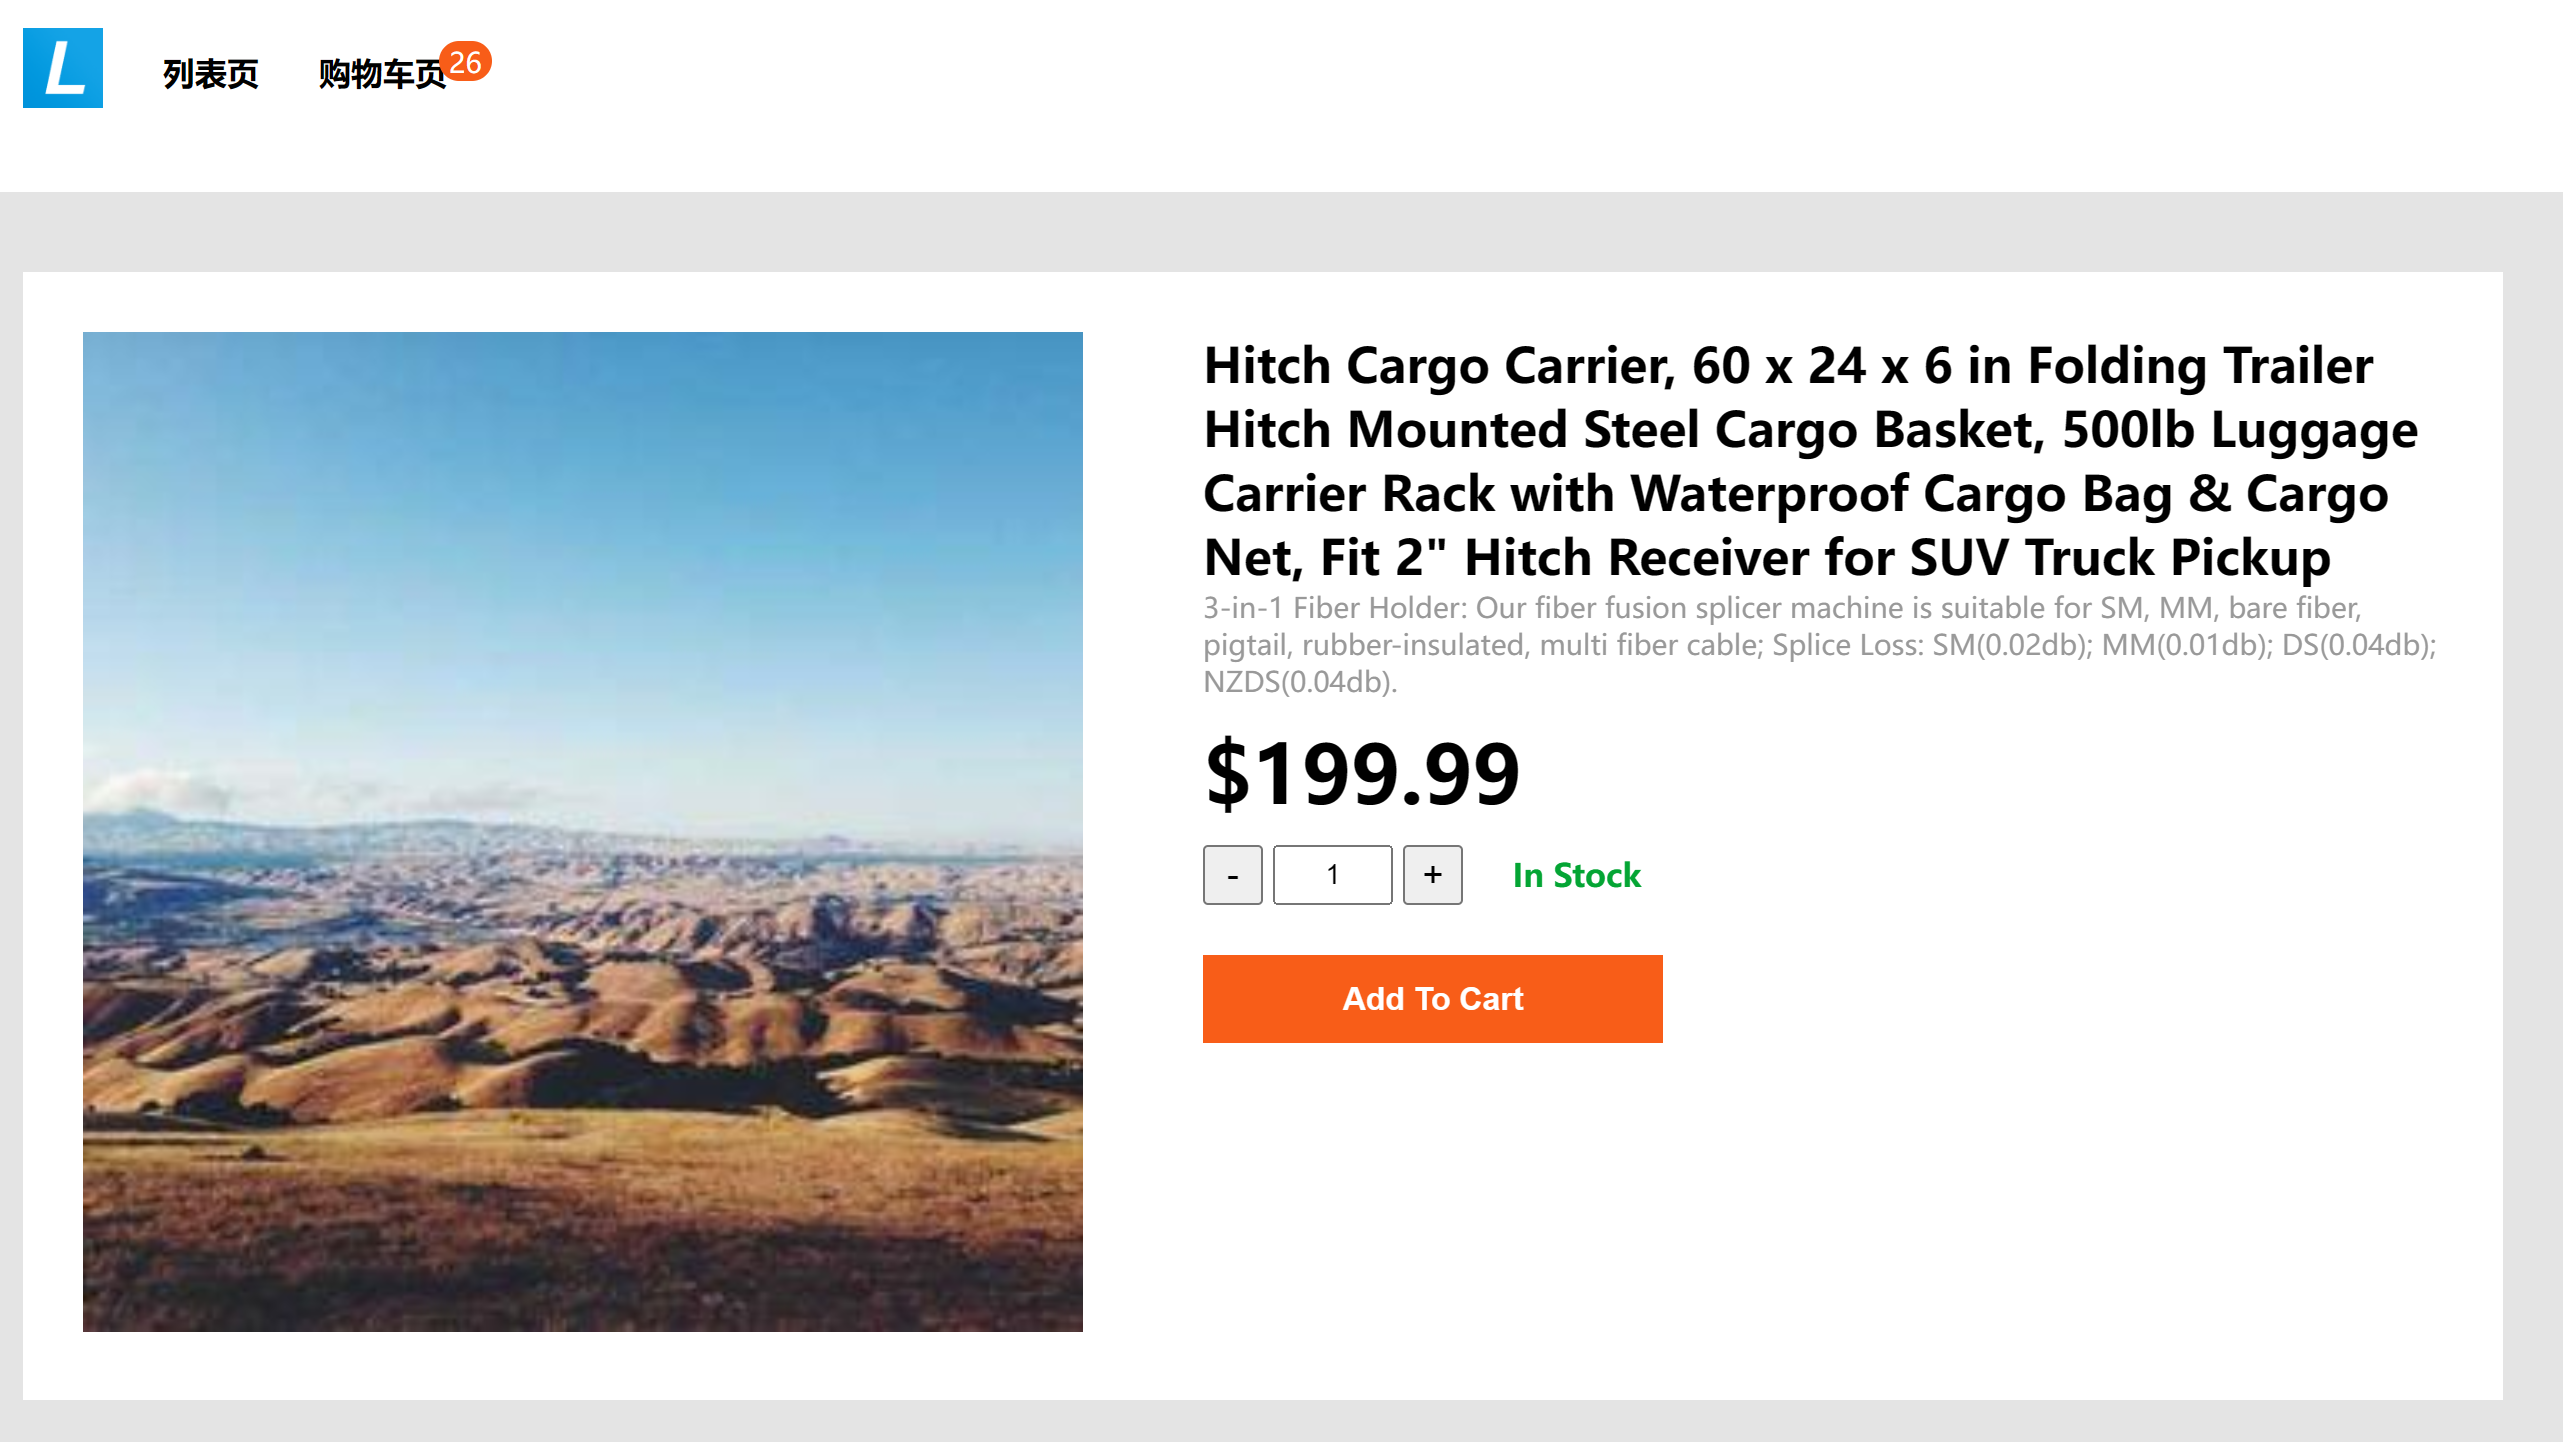 L
列表页
购物车页
26
Hitch Cargo Carrier, 60 x 24 x 6 in Folding Trailer
Hitch Mounted Steel Cargo Basket, 500lb Luggage
Carrier Rack with Waterproof Cargo Bag & Cargo
Net, Fit 2" Hitch Receiver for SUV Truck Pickup
3-in-1 Fiber Holder: Our fiber fusion splicer machine is suitable for SM, MM, bare fiber,
pigtail, rubber-insulated, multi fiber cable; Splice Loss: SM(0.02db); MM(0.01db); DS(0.04db);
NZDS(0.04db).
$199.99
- 1 + In Stock
Add To Cart